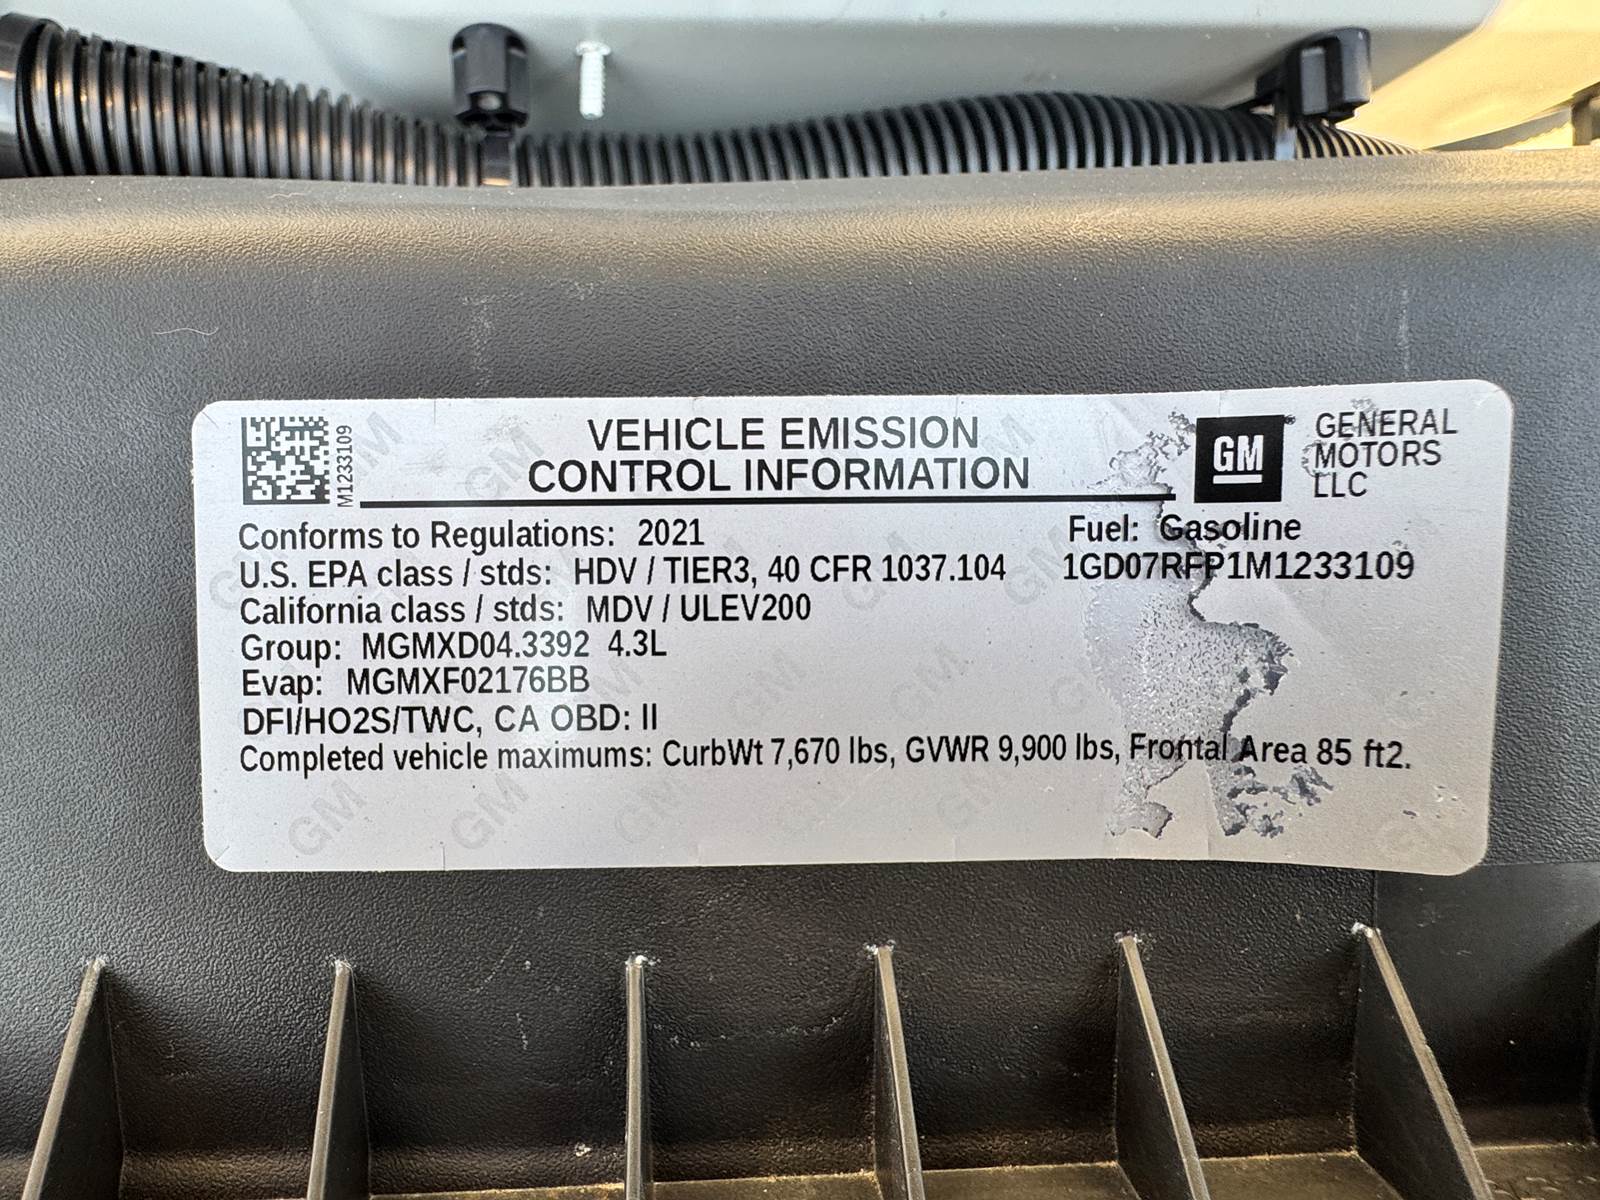 M1233109
VEHICLE EMISSION
CONTROL INFORMATION
GM
GENERAL
MOTORS
LLC
Conforms to Regulations: 2021
Fuel: Gasoline
U.S. EPA class / stds: HDV / TIER3, 40 CFR 1037.104
1GD07RFP1M1233109
California class / stds: MDV / ULEV200
Group: MGMXD04.3392 4.3L
Evap: MGMXF02176BB
DFI/HO2S/TWC, CA OBD: II
Completed vehicle maximums: CurbWt 7,670 lbs, GVWR 9,900 lbs, Frontal Area 85 ft2.